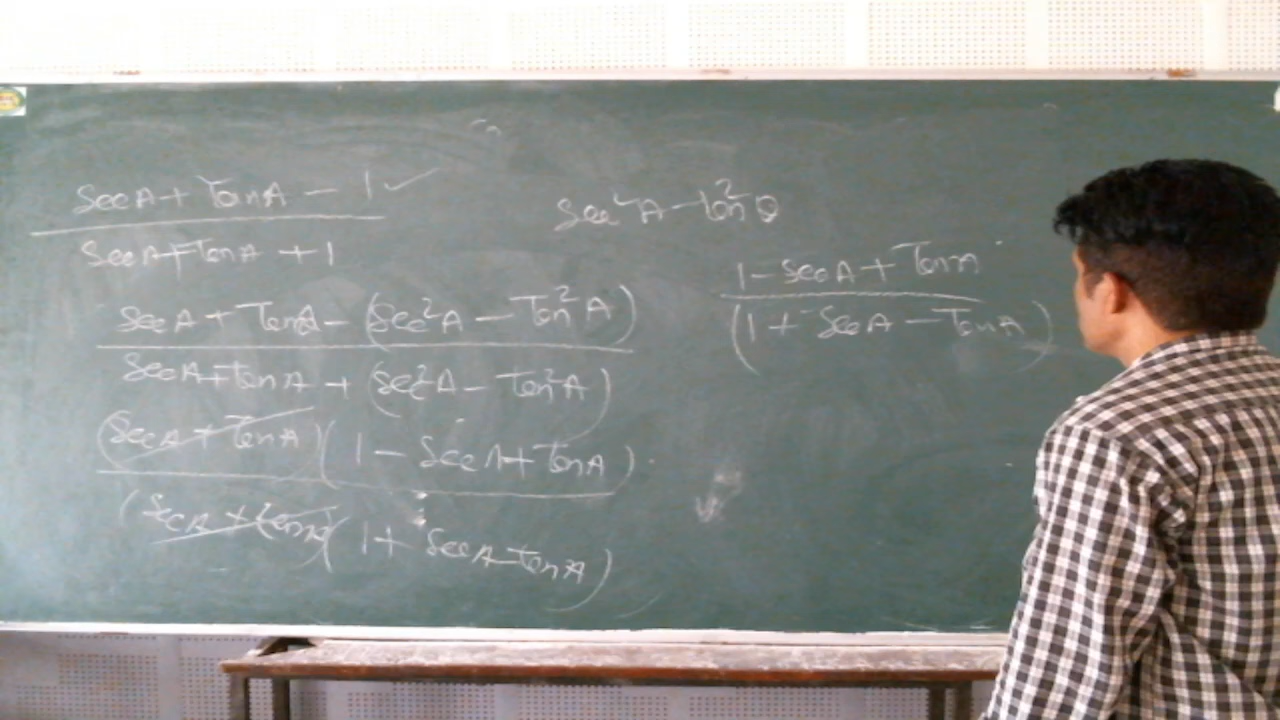 SecA + TanA - 1 ✓
SecA + TanA + 1
SecA + TanA - (Sec²A - Tan²A)
SecA + TanA + (Sec²A - Tan²A)
(SecA + TanA) (1 - SecA + TanA)
(SecA + TanA) (1 + SecA - TanA)
Sec²A - tan²θ
1 - SecA + TanA
(1 + SecA - TanA)